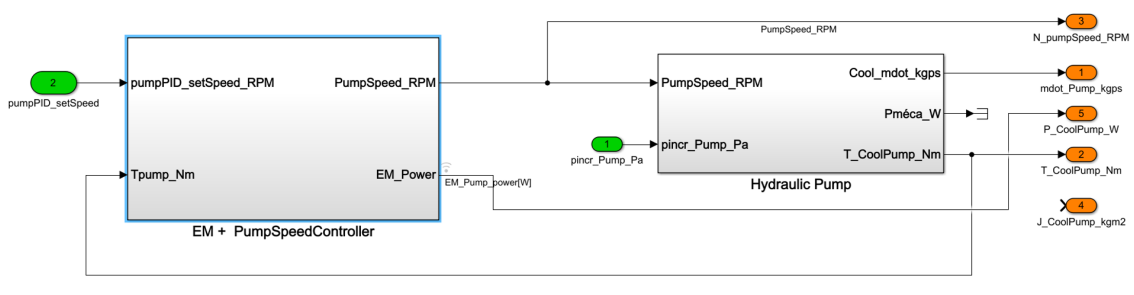 PumpSpeed_RPM
3
N_pumpSpeed_RPM
2
pumpPID_setSpeed
pumpPID_setSpeed_RPM
PumpSpeed_RPM
Tpump_Nm
EM_Power
EM + PumpSpeedController
EM_Pump_power[W]
1
pincr_Pump_Pa
PumpSpeed_RPM
Cool_mdot_kgps
Pméca_W
pincr_Pump_Pa
T_CoolPump_Nm
Hydraulic Pump
1
mdot_Pump_kgps
5
P_CoolPump_W
2
T_CoolPump_Nm
4
J_CoolPump_kgm2